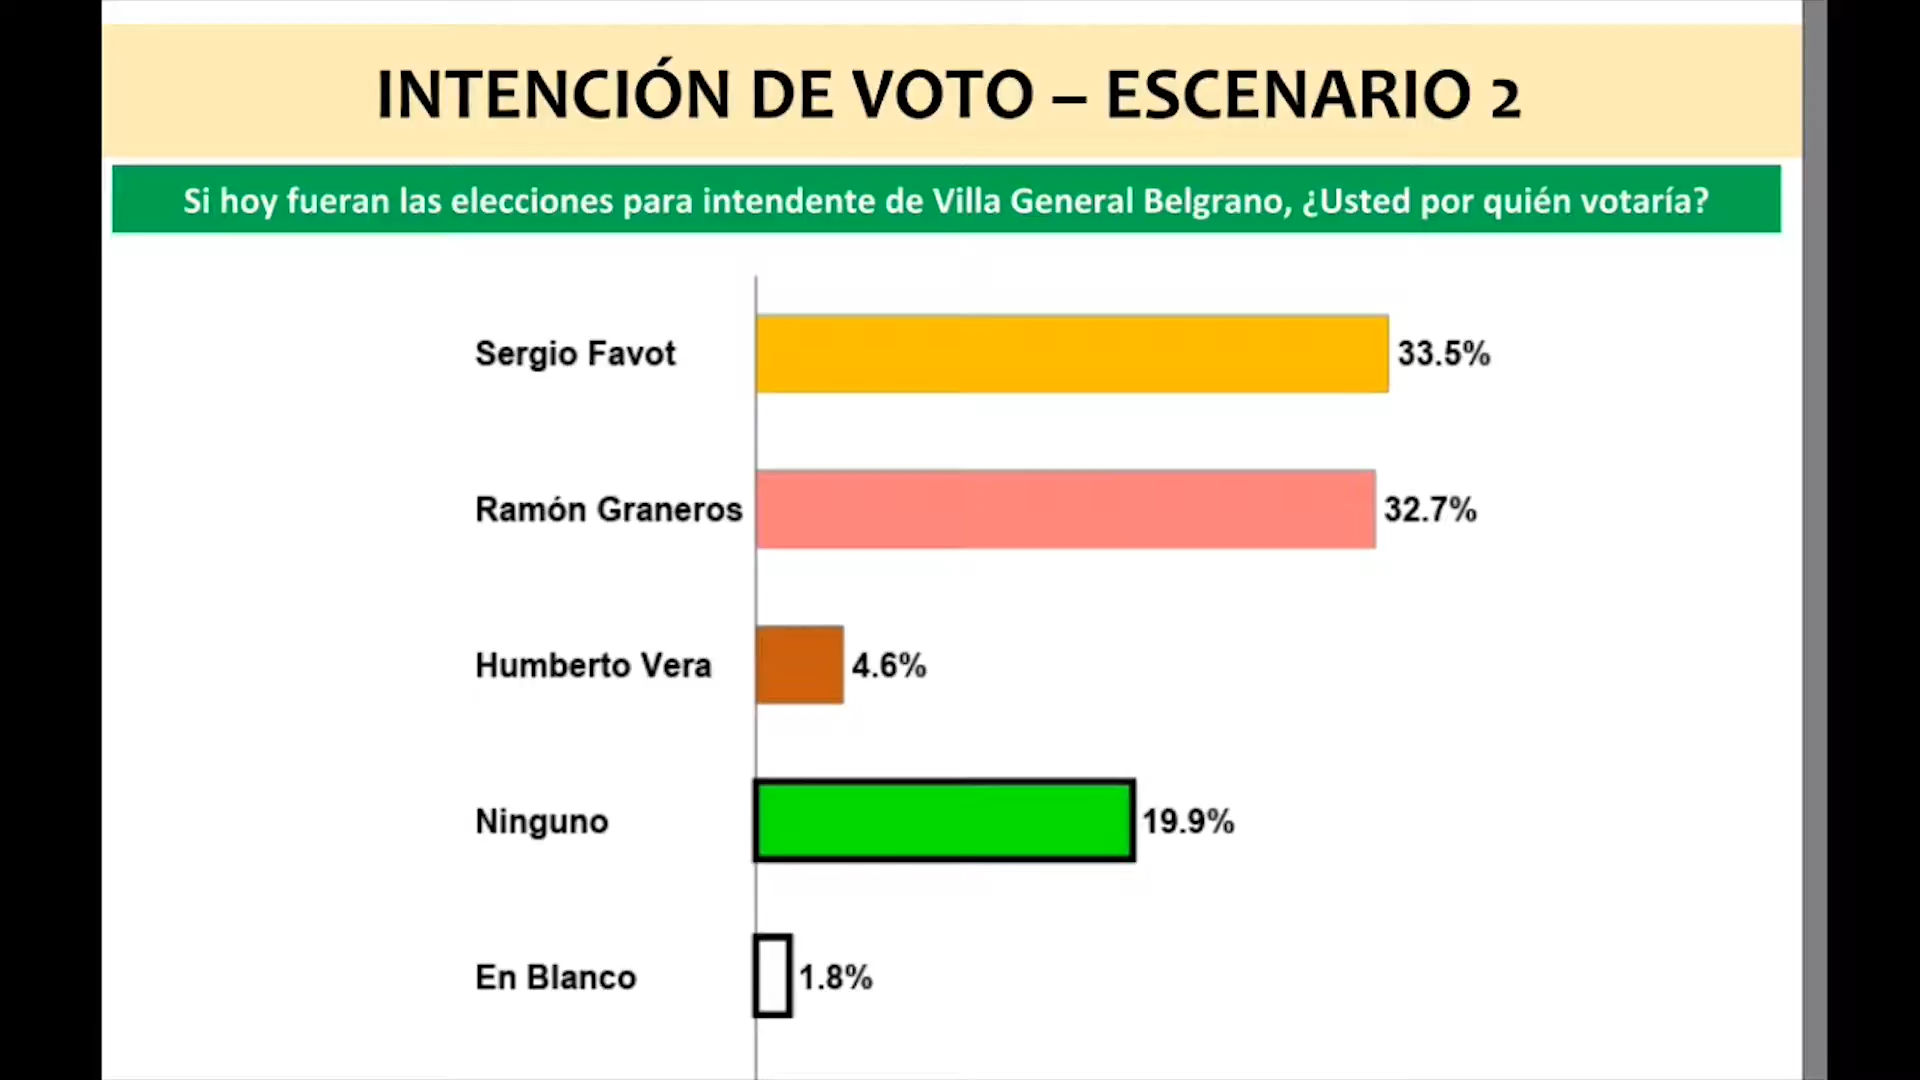 INTENCIÓN DE VOTO – ESCENARIO 2
Si hoy fueran las elecciones para intendente de Villa General Belgrano, ¿Usted por quién votaría?
Sergio Favot 33.5%
Ramón Graneros 32.7%
Humberto Vera 4.6%
Ninguno 19.9%
En Blanco 1.8%